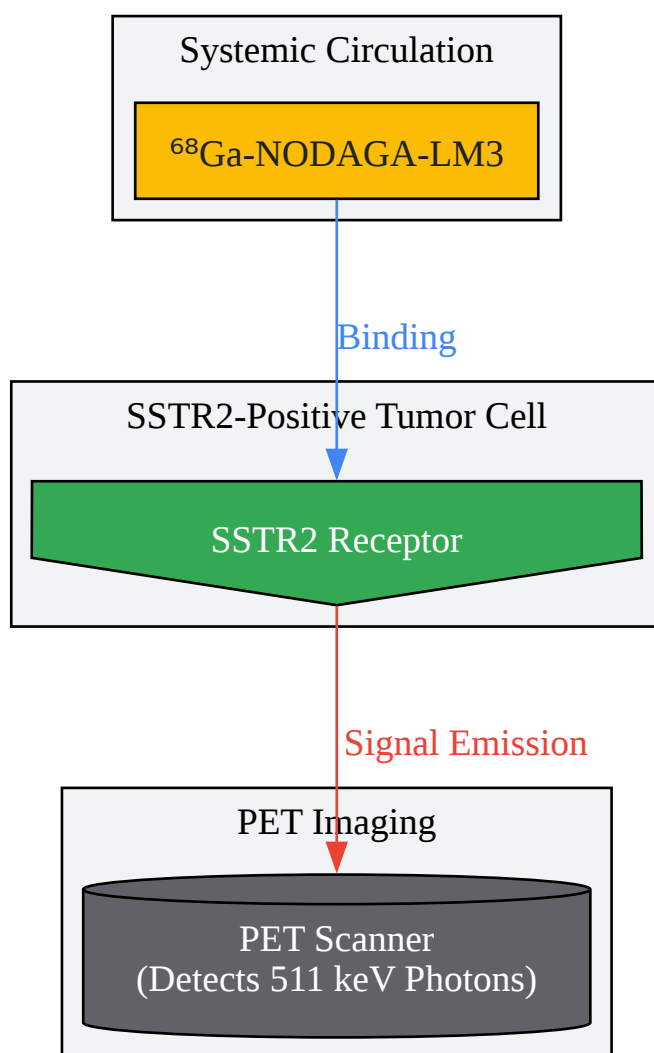 Systemic Circulation
⁶⁸Ga-NODAGA-LM3
Binding
SSTR2-Positive Tumor Cell
SSTR2 Receptor
Signal Emission
PET Imaging
PET Scanner
(Detects 511 keV Photons)